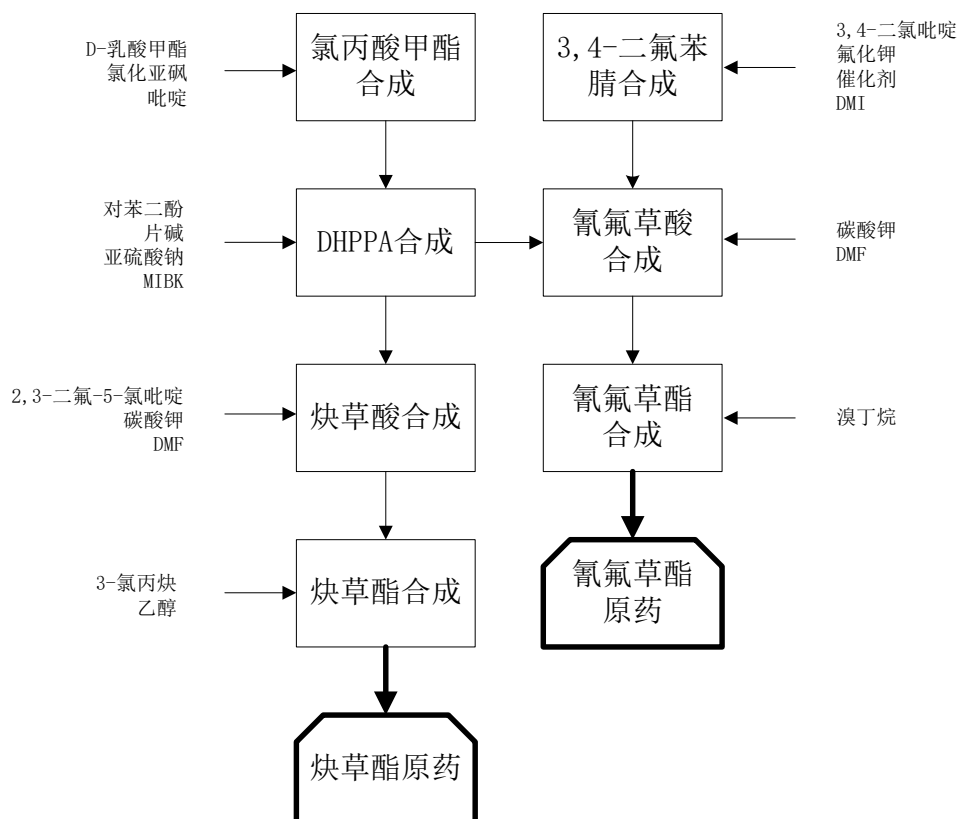 D-乳酸甲酯
氯化亚砜
吡啶
氯丙酸甲酯
合成
3,4-二氟苯
腈合成
3,4-二氯吡啶
氟化钾
催化剂
DMI
对苯二酚
片碱
亚硫酸钠
MIBK
DHPPA合成
氰氟草酸
合成
碳酸钾
DMF
2,3-二氟-5-氯吡啶
碳酸钾
DMF
炔草酸合成
氰氟草酯
合成
溴丁烷
3-氯丙炔
乙醇
炔草酯合成
氰氟草酯
原药
炔草酯原药